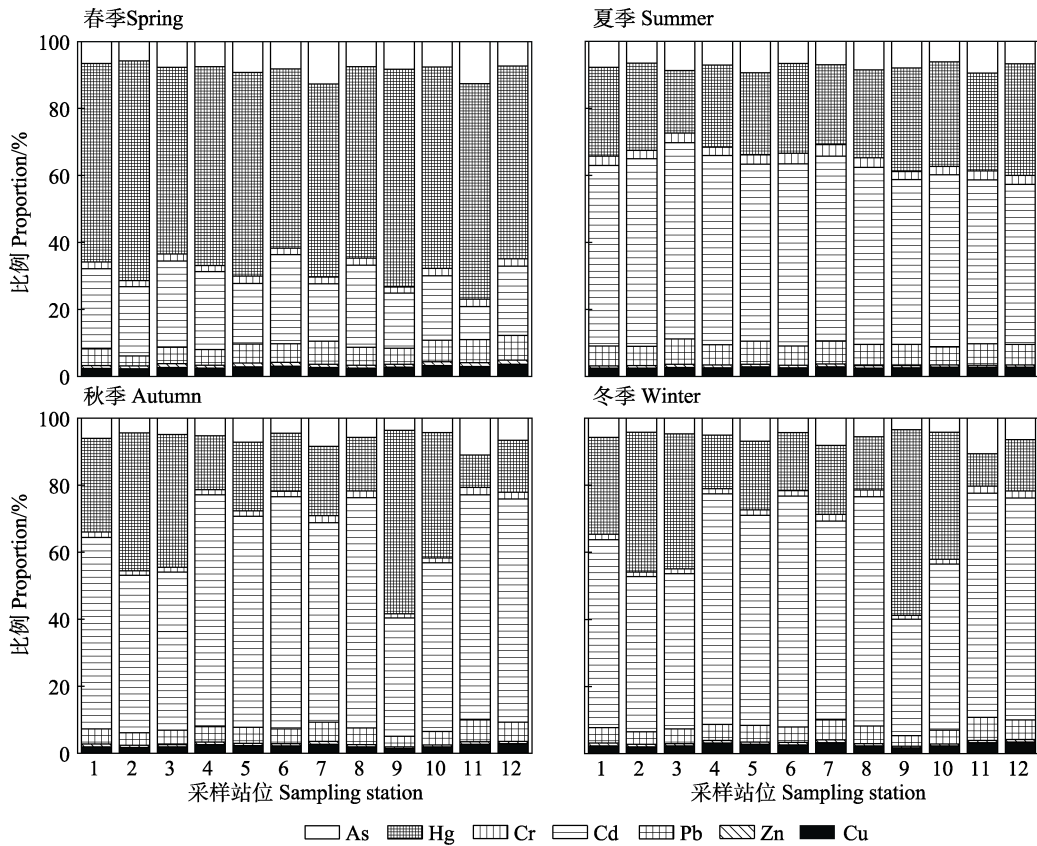 春季Spring
夏季 Summer
比例 Proportion/%
100
80
60
40
20
0
秋季 Autumn
冬季 Winter
比例 Proportion/%
100
80
60
40
20
0
1 2 3 4 5 6 7 8 9 10 11 12
1 2 3 4 5 6 7 8 9 10 11 12
采样站位 Sampling station
采样站位 Sampling station
As Hg Cr Cd Pb Zn Cu